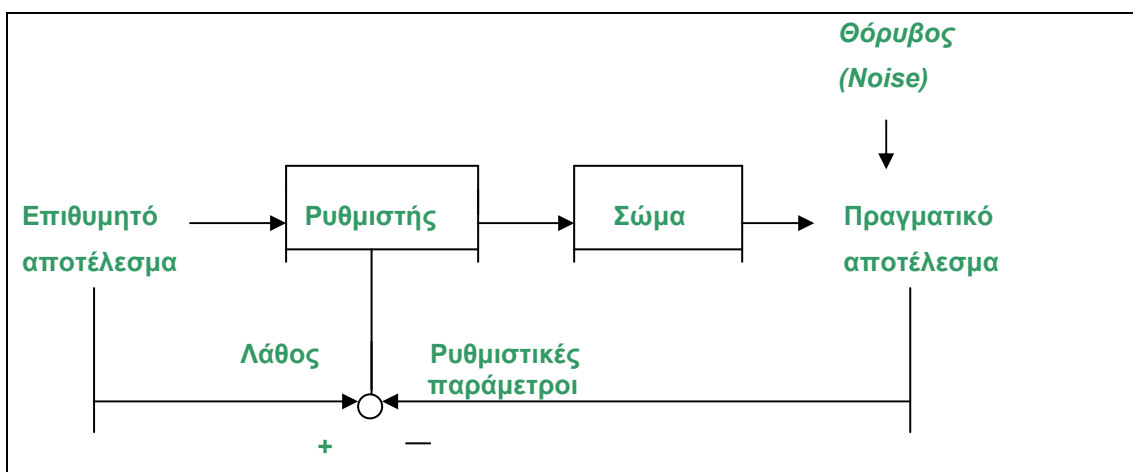 Θόρυβος
(Noise)
Επιθυμητό
αποτέλεσμα
Ρυθμιστής
Σώμα
Πραγματικό
αποτέλεσμα
Λάθος
Ρυθμιστικές
παράμετροι
+
—